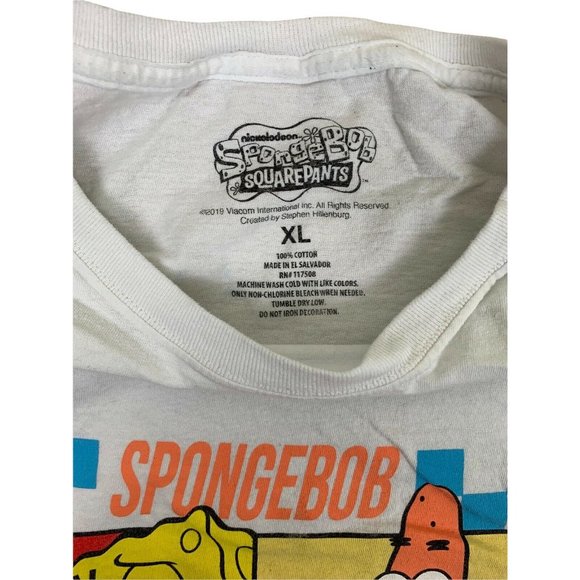 nickelodeon
SpongeBob
SQUAREPANTS
©2019 Viacom International Inc. All Rights Reserved.
Created by Stephen Hillenburg.
XL
100% COTTON
MADE IN EL SALVADOR
RN# 117508
MACHINE WASH COLD WITH LIKE COLORS.
ONLY NON-CHLORINE BLEACH WHEN NEEDED.
TUMBLE DRY LOW.
DO NOT IRON DECORATION.
SPONGEBOB